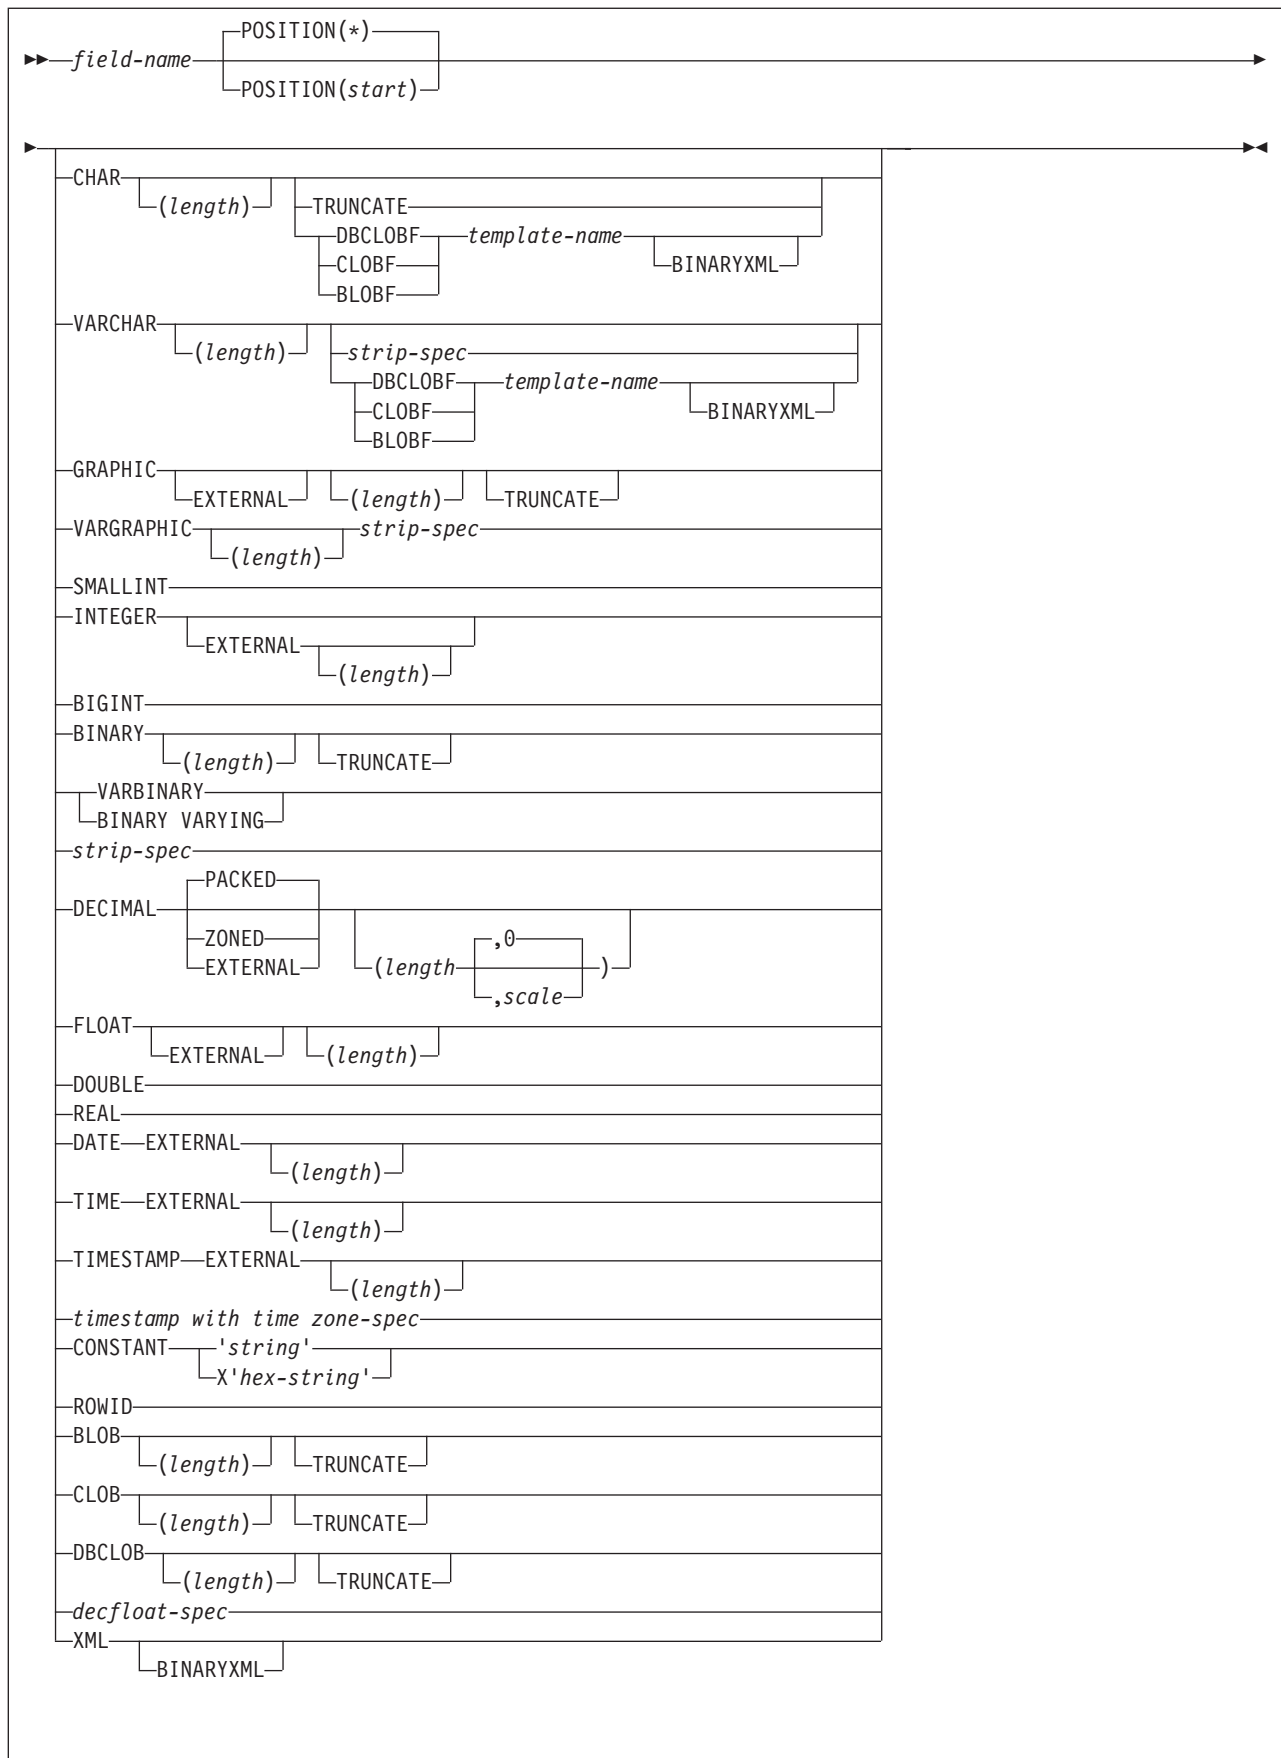 POSITION(*)
field-name
POSITION(start)
CHAR
(length)
TRUNCATE
DBCLOBF template-name
CLOBF BINARYXML
BLOBF
VARCHAR
(length) strip-spec
DBCLOBF template-name
CLOBF BINARYXML
BLOBF
GRAPHIC
EXTERNAL (length) TRUNCATE
VARGRAPHIC strip-spec
(length)
SMALLINT
INTEGER
EXTERNAL
(length)
BIGINT
BINARY
(length) TRUNCATE
VARBINARY
BINARY VARYING
strip-spec
PACKED
DECIMAL
ZONED ,0
EXTERNAL (length )
,scale
FLOAT
EXTERNAL (length)
DOUBLE
REAL
DATE EXTERNAL
(length)
TIME EXTERNAL
(length)
TIMESTAMP EXTERNAL
(length)
timestamp with time zone-spec
CONSTANT 'string'
X'hex-string'
ROWID
BLOB
(length) TRUNCATE
CLOB
(length) TRUNCATE
DBCLOB
(length) TRUNCATE
decfloat-spec
XML
BINARYXML